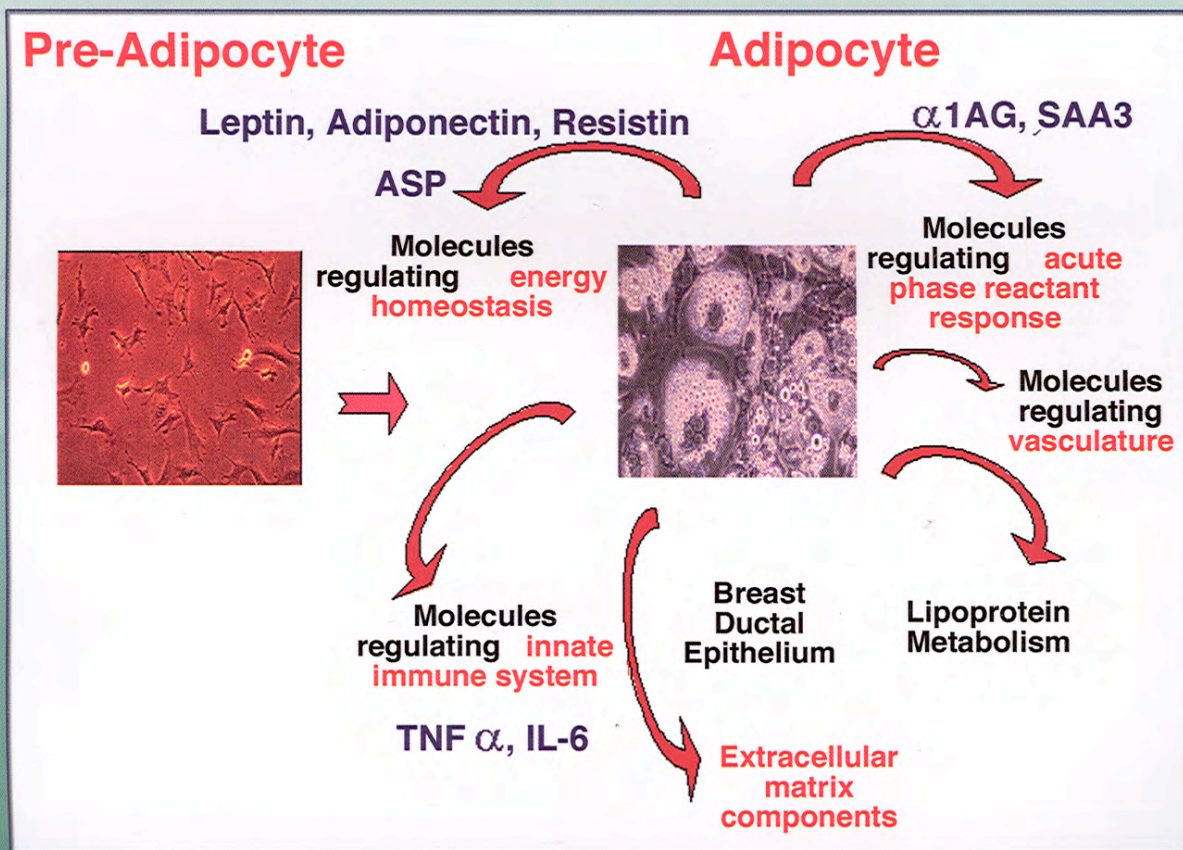 Pre-Adipocyte
Adipocyte
Leptin, Adiponectin, Resistin
ASP
α1AG, SAA3
Molecules
regulating energy
homeostasis
Molecules
regulating acute
phase reactant
response
Molecules
regulating
vasculature
Molecules
regulating innate
immune system
TNF α, IL-6
Breast
Ductal
Epithelium
Lipoprotein
Metabolism
Extracellular
matrix
components